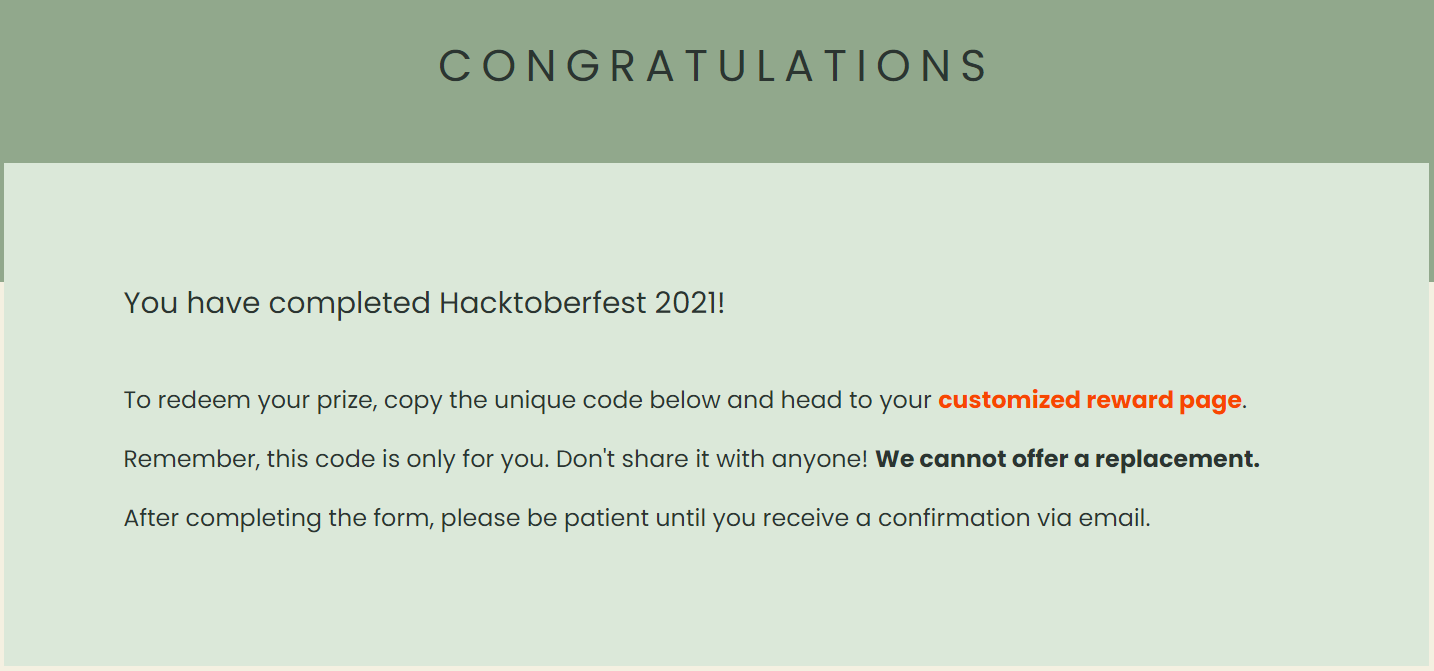 CONGRATULATIONS
You have completed Hacktoberfest 2021!
To redeem your prize, copy the unique code below and head to your customized reward page.
Remember, this code is only for you. Don't share it with anyone! We cannot offer a replacement.
After completing the form, please be patient until you receive a confirmation via email.